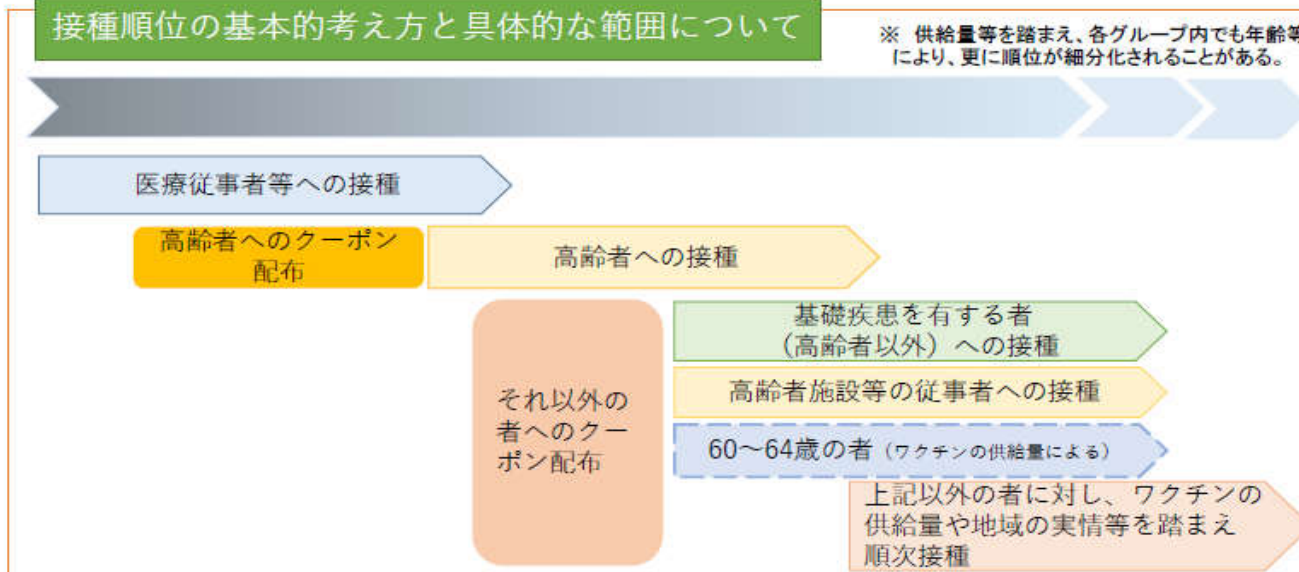 接種順位の基本的考え方と具体的な範囲について
※ 供給量等を踏まえ、各グループ内でも年齢等
により、更に順位が細分化されることがある。
医療従事者等への接種
高齢者へのクーポン
配布
高齢者への接種
それ以外の
者へのクー
ポン配布
基礎疾患を有する者
（高齢者以外）への接種
高齢者施設等の従事者への接種
60～64歳の者（ワクチンの供給量による）
上記以外の者に対し、ワクチンの
供給量や地域の実情等を踏まえ
順次接種